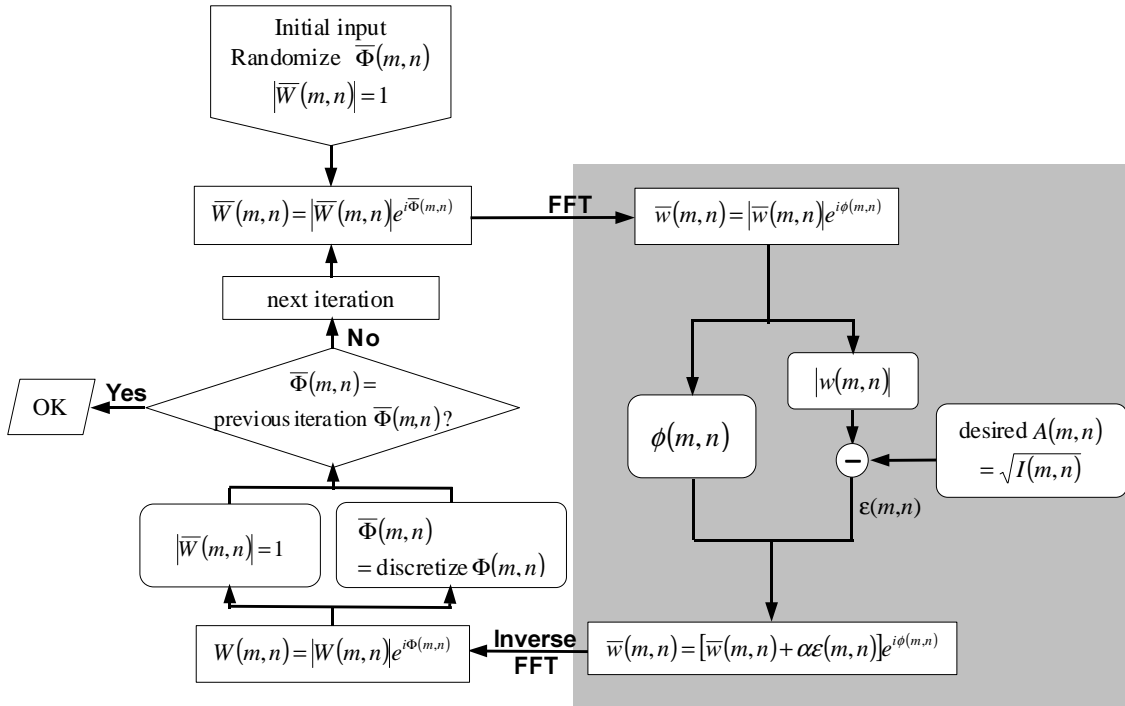 Initial input
Randomize Φ̅(m,n)
|W̅(m,n)| = 1
W̅(m,n) = |W̅(m,n)|e^{iΦ̅(m,n)}
FFT
w̅(m,n) = |w̅(m,n)|e^{iϕ(m,n)}
next iteration
No
Φ̅(m,n) =
previous iteration Φ̅(m,n)?
Yes
OK
|w(m,n)|
ϕ(m,n)
desired A(m,n)
= √I(m,n)
−
ε(m,n)
|W̅(m,n)| = 1
Φ̅(m,n)
= discretize Φ(m,n)
W(m,n) = |W(m,n)|e^{iΦ(m,n)}
Inverse
FFT
w̅(m,n) = [w̅(m,n) + αε(m,n)]e^{iϕ(m,n)}